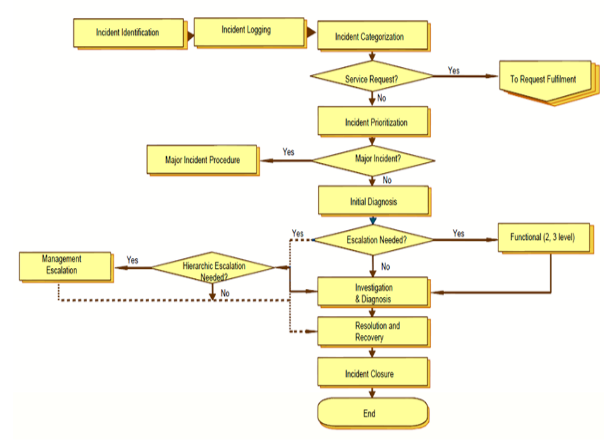 Incident Identification
Incident Logging
Incident Categorization
Service Request?
Yes
To Request Fulfilment
No
Incident Prioritization
Major Incident Procedure
Yes
Major Incident?
No
Initial Diagnosis
Yes
Escalation Needed?
Yes
Functional (2, 3 level)
No
Management
Escalation
Yes
Hierarchic Escalation
Needed?
No
Investigation
& Diagnosis
Resolution and
Recovery
Incident Closure
End